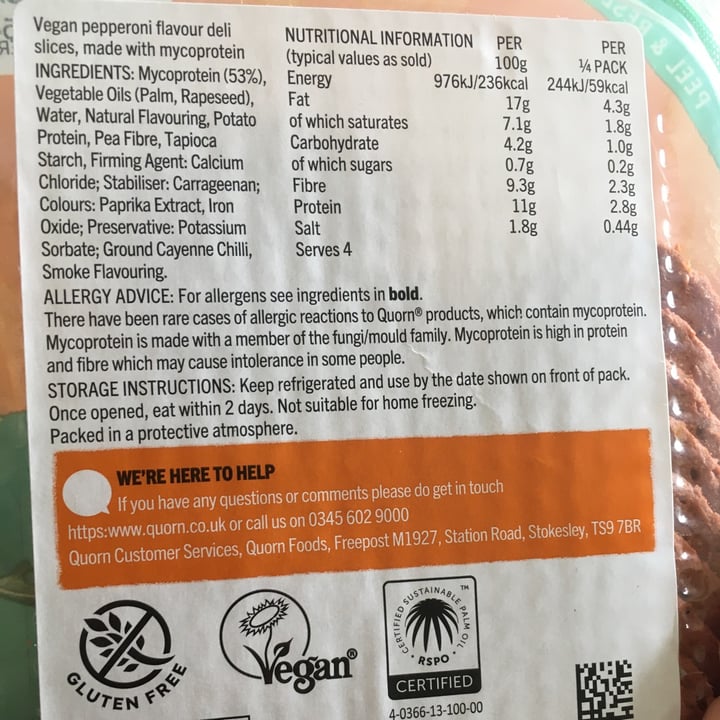 Vegan pepperoni flavour deli
slices, made with mycoprotein
INGREDIENTS: Mycoprotein (53%),
Vegetable Oils (Palm, Rapeseed),
Water, Natural Flavouring, Potato
Protein, Pea Fibre, Tapioca
Starch, Firming Agent: Calcium
Chloride; Stabiliser: Carrageenan;
Colours: Paprika Extract, Iron
Oxide; Preservative: Potassium
Sorbate; Ground Cayenne Chilli,
Smoke Flavouring.
NUTRITIONAL INFORMATION PER PER
(typical values as sold) 100g ¼ PACK
Energy 976kJ/236kcal 244kJ/59kcal
Fat 17g 4.3g
of which saturates 7.1g 1.8g
Carbohydrate 4.2g 1.0g
of which sugars 0.7g 0.2g
Fibre 9.3g 2.3g
Protein 11g 2.8g
Salt 1.8g 0.44g
Serves 4
ALLERGY ADVICE: For allergens see ingredients in bold.
There have been rare cases of allergic reactions to Quorn® products, which contain mycoprotein.
Mycoprotein is made with a member of the fungi/mould family. Mycoprotein is high in protein
and fibre which may cause intolerance in some people.
STORAGE INSTRUCTIONS: Keep refrigerated and use by the date shown on front of pack.
Once opened, eat within 2 days. Not suitable for home freezing.
Packed in a protective atmosphere.
WE'RE HERE TO HELP
If you have any questions or comments please do get in touch
https:www.quorn.co.uk or call us on 0345 602 9000
Quorn Customer Services, Quorn Foods, Freepost M1927, Station Road, Stokesley, TS9 7BR
GLUTEN FREE
Vegan®
CERTIFIED SUSTAINABLE PALM OIL
TM
RSPO
CERTIFIED
4-0366-13-100-00
PEEL &